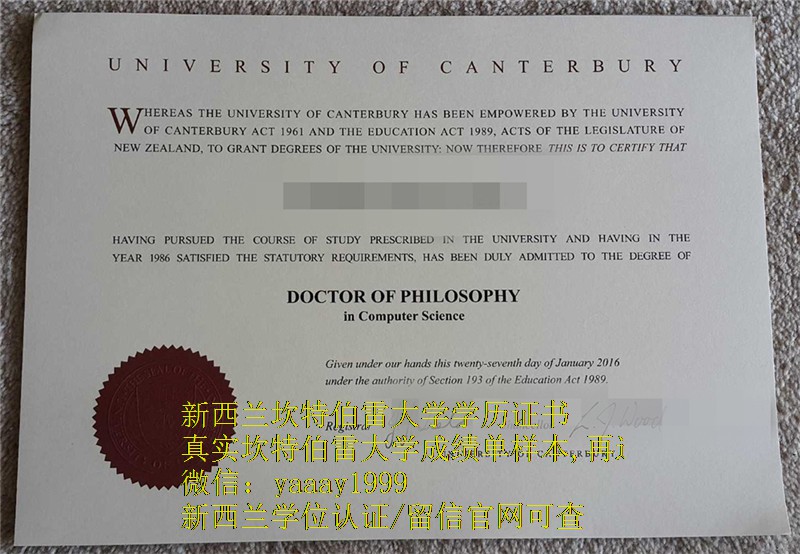 UNIVERSITY OF CANTERBURY
WHEREAS THE UNIVERSITY OF CANTERBURY HAS BEEN EMPOWERED BY THE UNIVERSITY
OF CANTERBURY ACT 1961 AND THE EDUCATION ACT 1989, ACTS OF THE LEGISLATURE OF
NEW ZEALAND, TO GRANT DEGREES OF THE UNIVERSITY: NOW THEREFORE THIS IS TO CERTIFY THAT
HAVING PURSUED THE COURSE OF STUDY PRESCRIBED IN THE UNIVERSITY AND HAVING IN THE
YEAR 1986 SATISFIED THE STATUTORY REQUIREMENTS, HAS BEEN DULY ADMITTED TO THE DEGREE OF
DOCTOR OF PHILOSOPHY
in Computer Science
Given under our hands this twenty-seventh day of January 2016
under the authority of Section 193 of the Education Act 1989.
新西兰坎特伯雷大学学历证书
Registrar
真实坎特伯雷大学成绩单样本,再
微信: yaaay1999
新西兰学位认证/留信官网可查